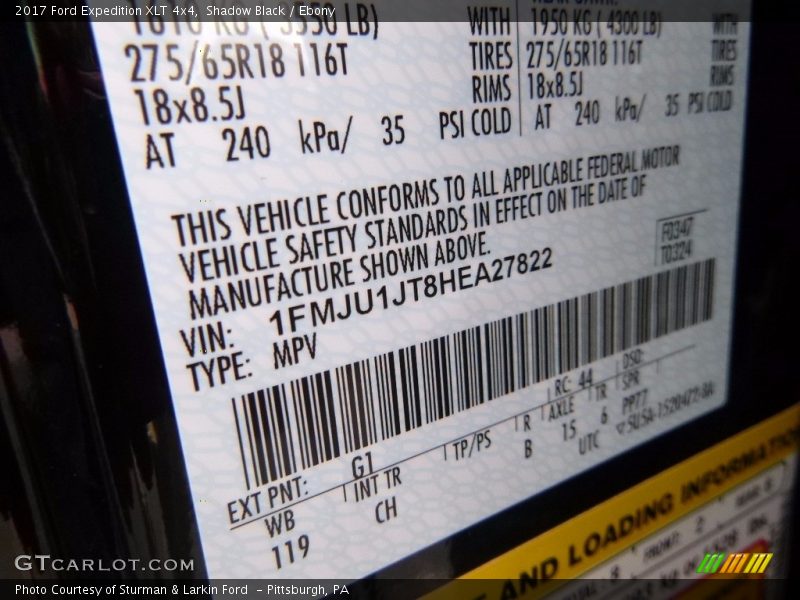 2017 Ford Expedition XLT 4x4, Shadow Black / Ebony
WITH 1950 KG ( 4300 LB) WITH
275/65R18 116T TIRES 275/65R18 116T TIRES
18x8.5J RIMS 18x8.5J RIMS
AT 240 kPa/ 35 PSI COLD AT 240 kPa/ 35 PSI COLD
THIS VEHICLE CONFORMS TO ALL APPLICABLE FEDERAL MOTOR
VEHICLE SAFETY STANDARDS IN EFFECT ON THE DATE OF
MANUFACTURE SHOWN ABOVE.
F0347
T0324
VIN: 1FMJU1JT8HEA27822
TYPE: MPV
EXT PNT: G1 RC: 44 DSO:
WB INT TR TP/PS R AXLE TR SPR
119 CH B 15 6 PP77
UTC
AND LOADING INFORMATION
GTCarlot.com
Photo Courtesy of Sturman & Larkin Ford - Pittsburgh, PA